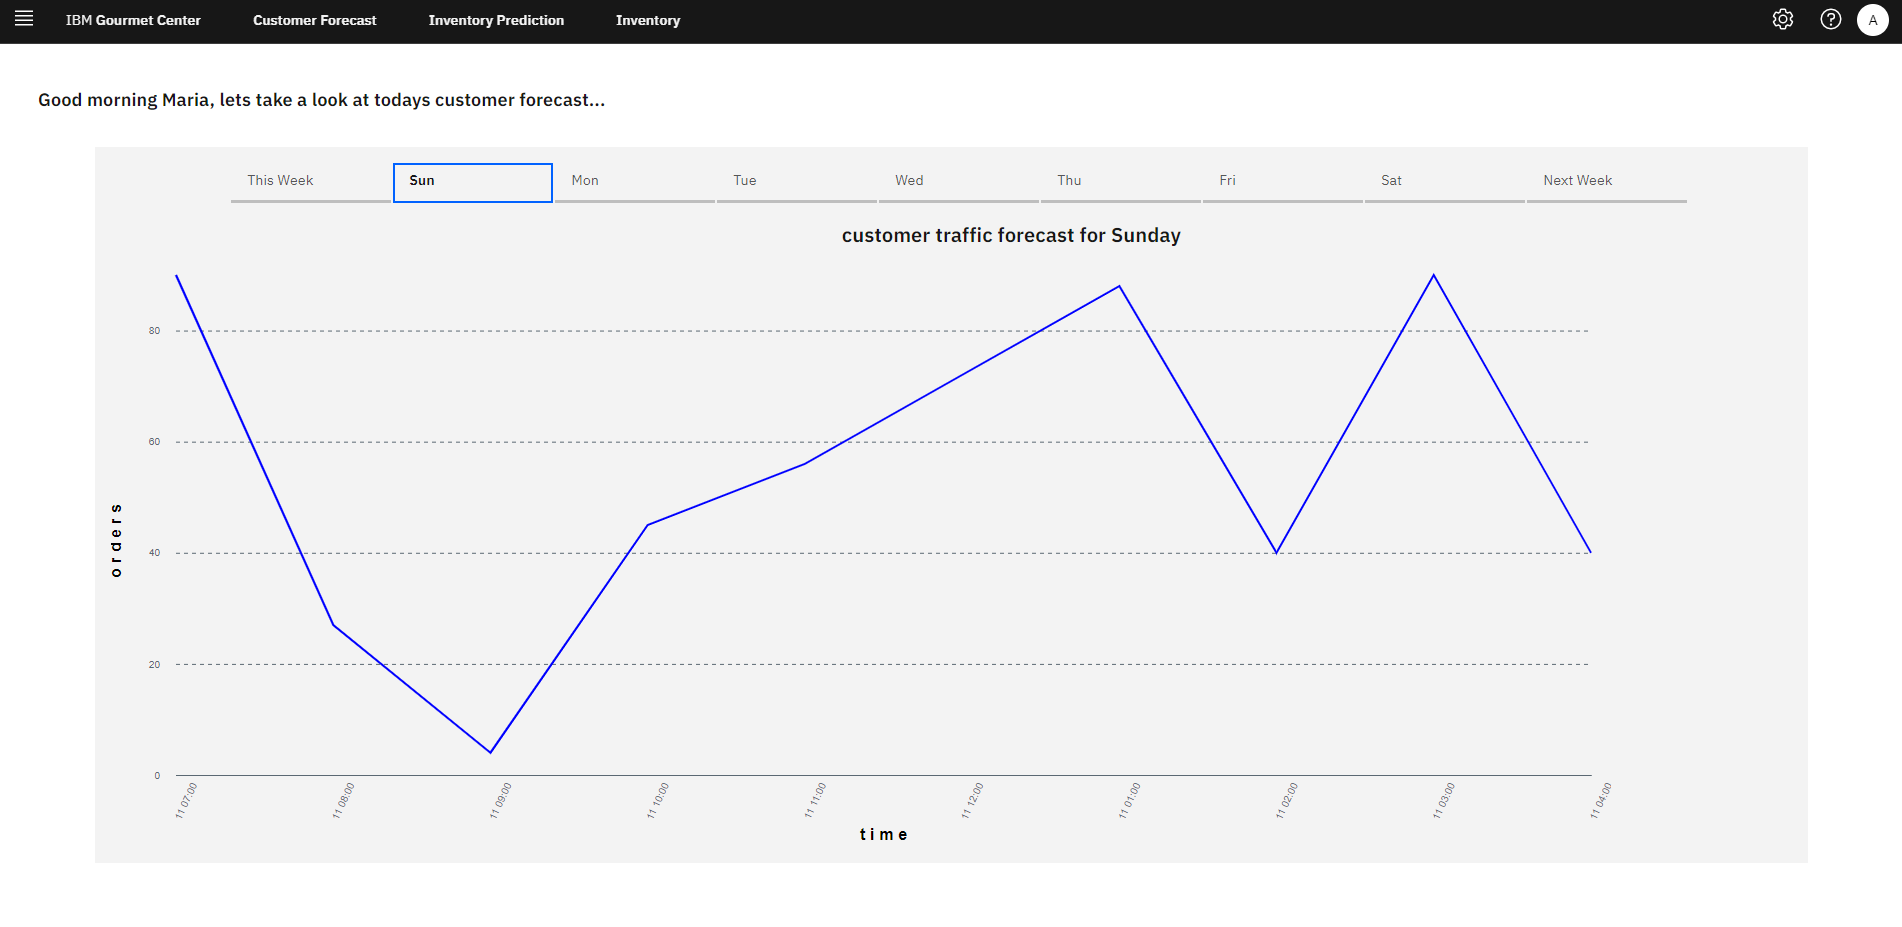 IBM Gourmet Center Customer Forecast Inventory Prediction Inventory A
Good morning Maria, lets take a look at todays customer forecast...
This Week Sun Mon Tue Wed Thu Fri Sat Next Week
customer traffic forecast for Sunday
80
60
40
20
0
orders
11 07:00 11 08:00 11 09:00 11 10:00 11 11:00 11 12:00 11 01:00 11 02:00 11 03:00 11 04:00
time